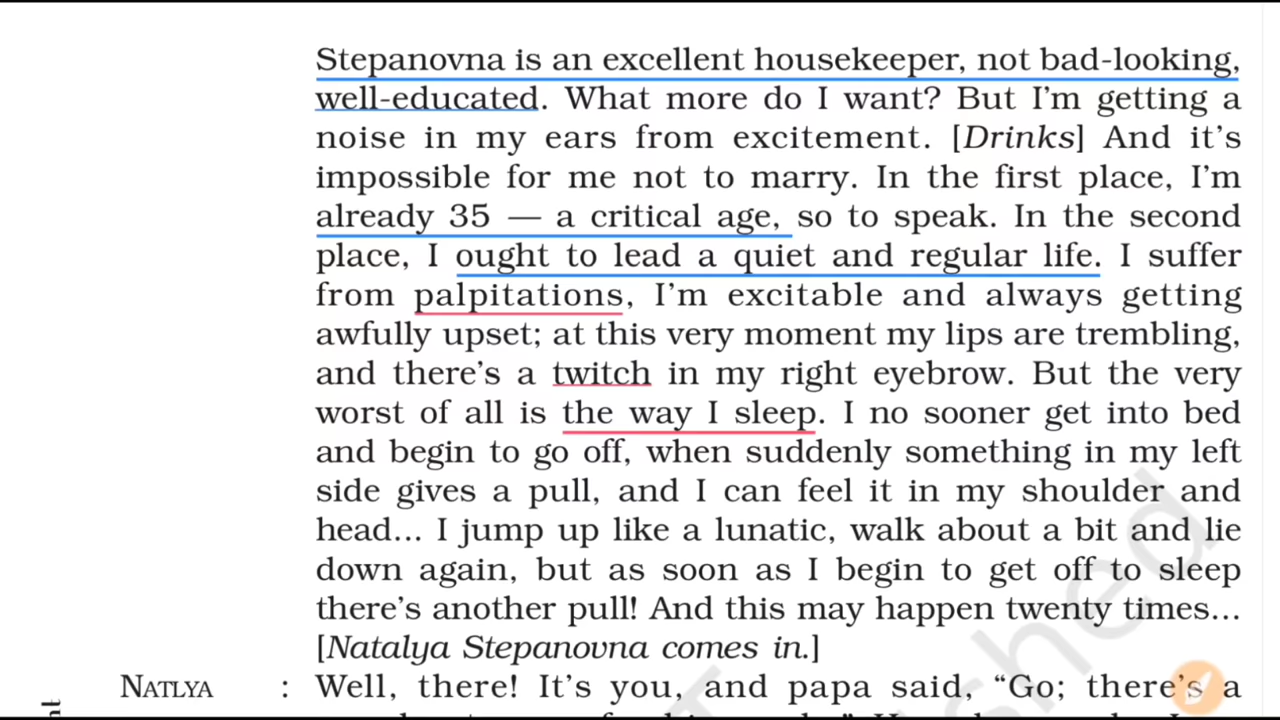 Stepanovna is an excellent housekeeper, not bad-looking,
well-educated. What more do I want? But I'm getting a
noise in my ears from excitement. [Drinks] And it's
impossible for me not to marry. In the first place, I'm
already 35 — a critical age, so to speak. In the second
place, I ought to lead a quiet and regular life. I suffer
from palpitations, I'm excitable and always getting
awfully upset; at this very moment my lips are trembling,
and there's a twitch in my right eyebrow. But the very
worst of all is the way I sleep. I no sooner get into bed
and begin to go off, when suddenly something in my left
side gives a pull, and I can feel it in my shoulder and
head... I jump up like a lunatic, walk about a bit and lie
down again, but as soon as I begin to get off to sleep
there's another pull! And this may happen twenty times...
[Natalya Stepanovna comes in.]
NATLYA : Well, there! It's you, and papa said, “Go; there's a